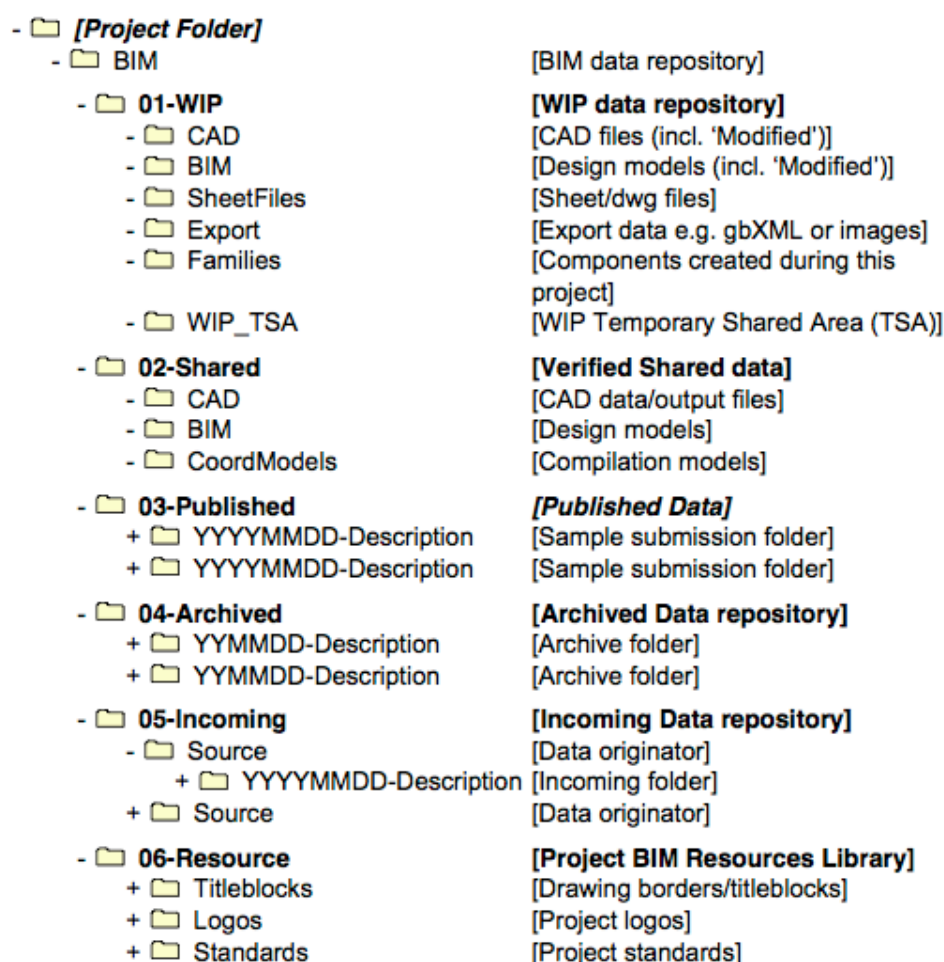 - [Project Folder]
- BIM [BIM data repository]
- 01-WIP [WIP data repository]
- CAD [CAD files (incl. ‘Modified’)]
- BIM [Design models (incl. ‘Modified’)]
- SheetFiles [Sheet/dwg files]
- Export [Export data e.g. gbXML or images]
- Families [Components created during this
project]
- WIP_TSA [WIP Temporary Shared Area (TSA)]
- 02-Shared [Verified Shared data]
- CAD [CAD data/output files]
- BIM [Design models]
- CoordModels [Compilation models]
- 03-Published [Published Data]
+ YYYYMMDD-Description [Sample submission folder]
+ YYYYMMDD-Description [Sample submission folder]
- 04-Archived [Archived Data repository]
+ YYMMDD-Description [Archive folder]
+ YYMMDD-Description [Archive folder]
- 05-Incoming [Incoming Data repository]
- Source [Data originator]
+ YYYYMMDD-Description [Incoming folder]
+ Source [Data originator]
- 06-Resource [Project BIM Resources Library]
+ Titleblocks [Drawing borders/titleblocks]
+ Logos [Project logos]
+ Standards [Project standards]